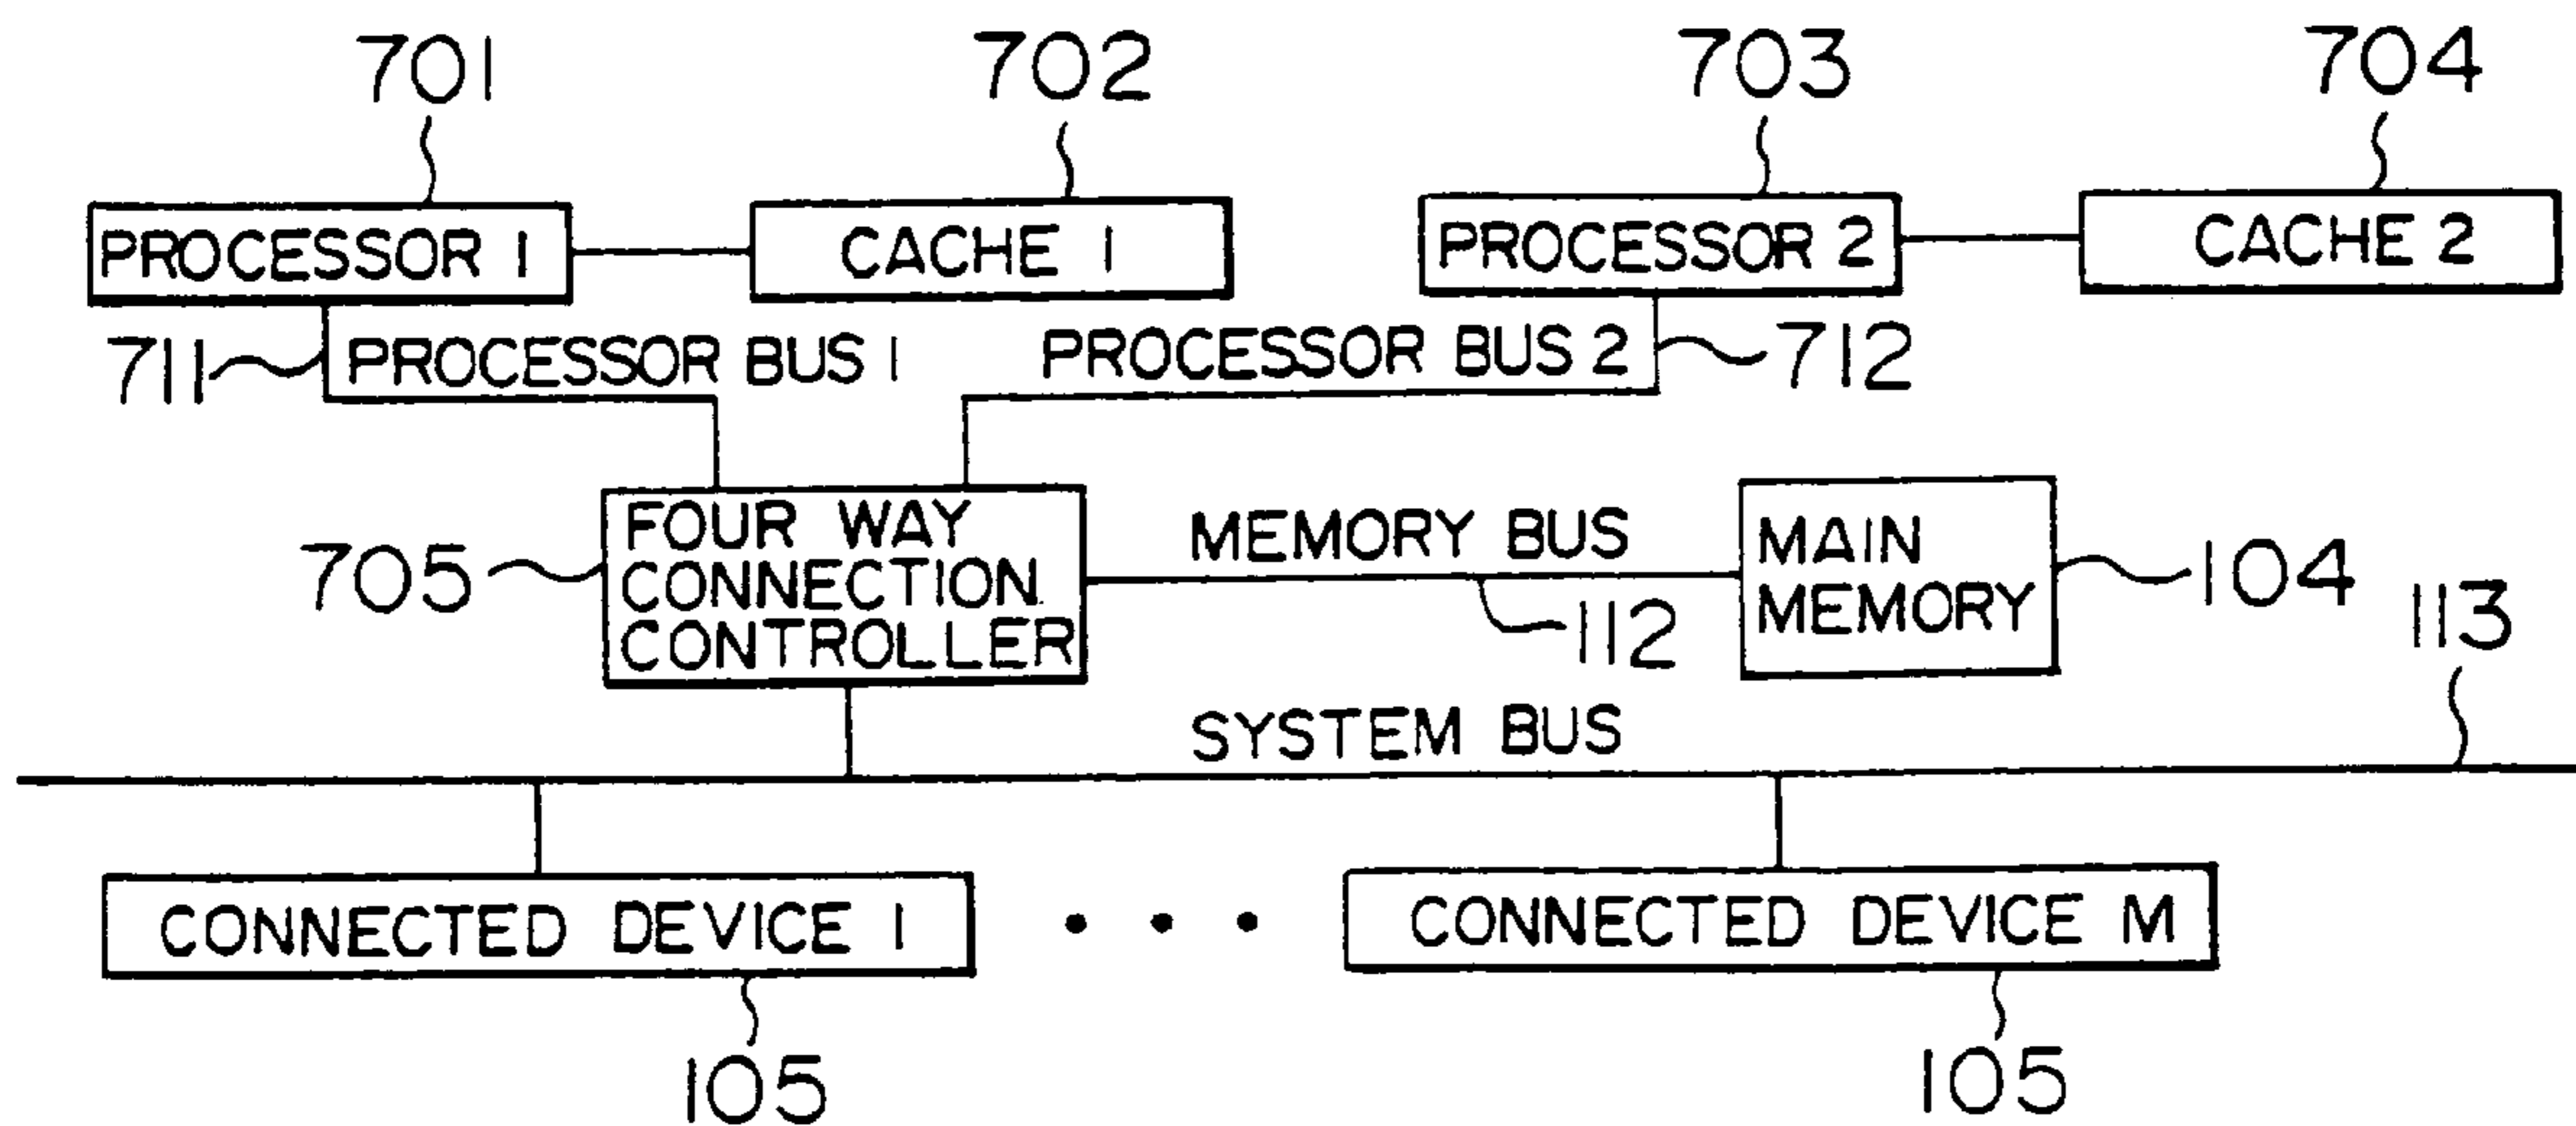 701
702
703
704
PROCESSOR 1
CACHE 1
PROCESSOR 2
CACHE 2
711
PROCESSOR BUS 1
PROCESSOR BUS 2
712
705
FOUR WAY
CONNECTION
CONTROLLER
MEMORY BUS
112
MAIN
MEMORY
104
113
SYSTEM BUS
CONNECTED DEVICE 1
• • •
CONNECTED DEVICE M
105
105